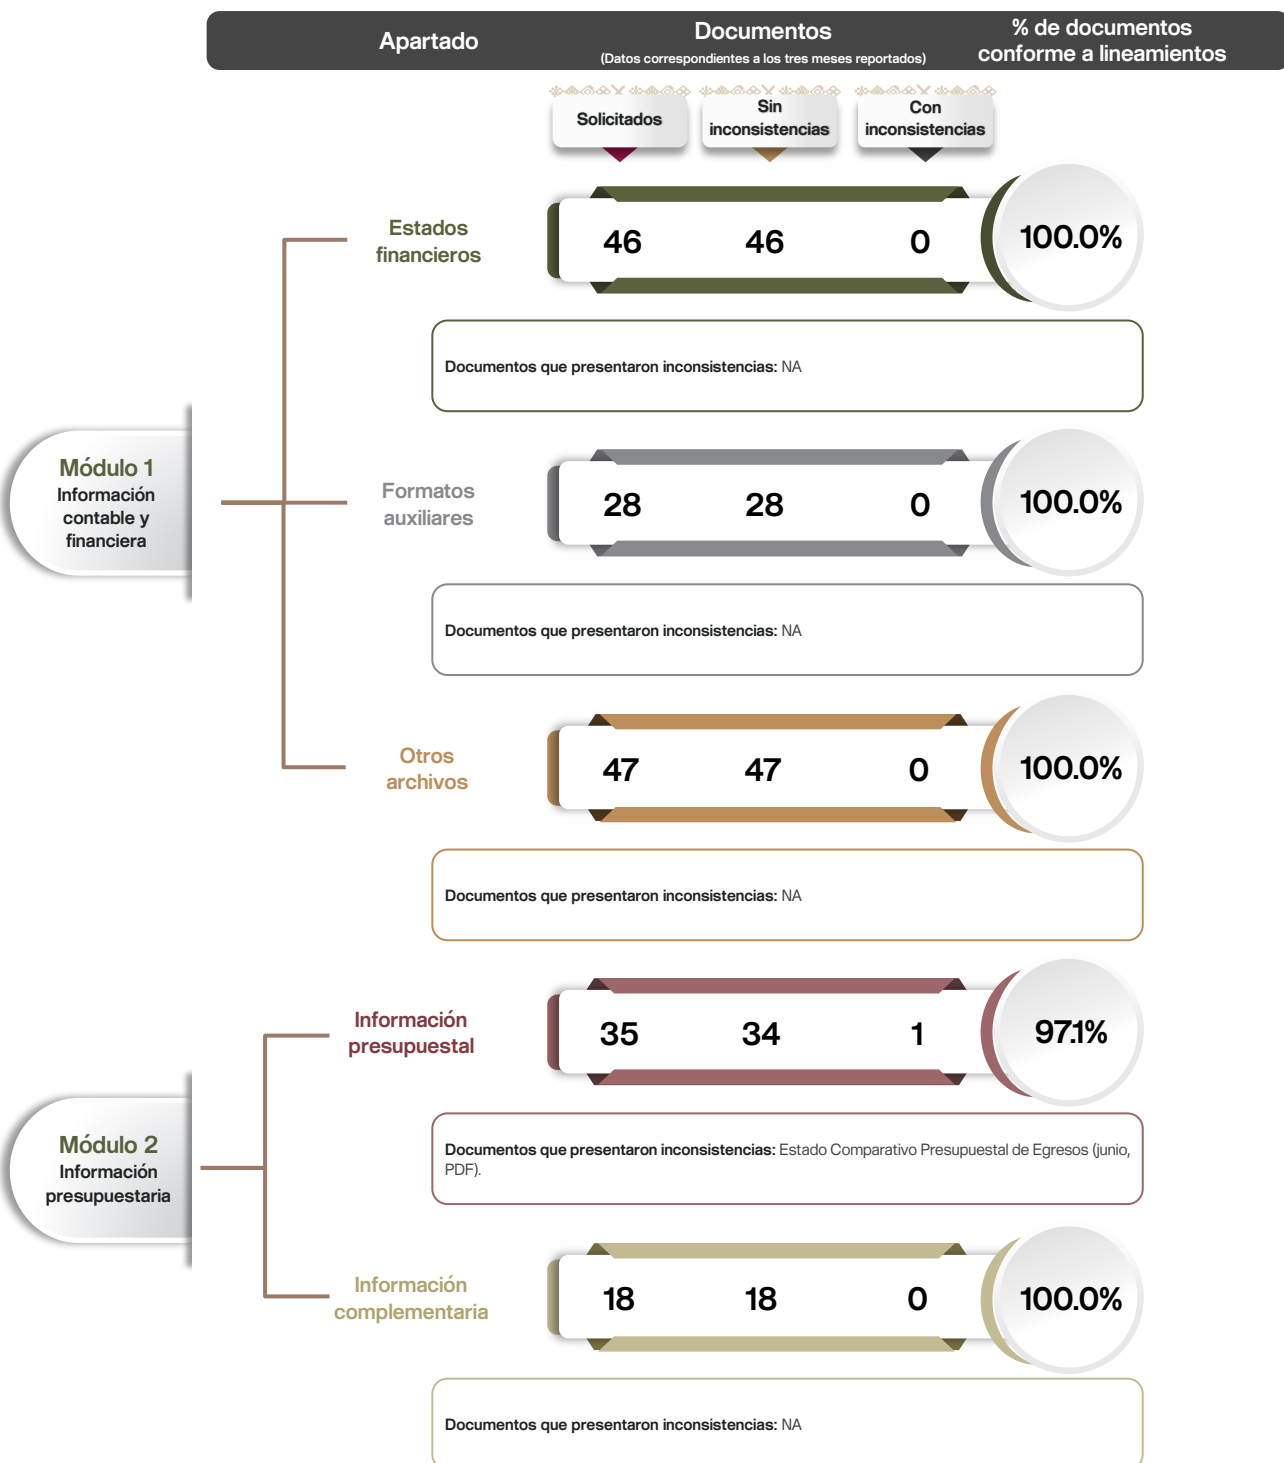 Apartado
Documentos
(Datos correspondientes a los tres meses reportados)
% de documentos
conforme a lineamientos
Solicitados
Sin
inconsistencias
Con
inconsistencias
Módulo 1
Información
contable y
financiera
Estados
financieros
46 46 0 100.0%
Documentos que presentaron inconsistencias: NA
Formatos
auxiliares
28 28 0 100.0%
Documentos que presentaron inconsistencias: NA
Otros
archivos
47 47 0 100.0%
Documentos que presentaron inconsistencias: NA
Módulo 2
Información
presupuestaria
Información
presupuestal
35 34 1 97.1%
Documentos que presentaron inconsistencias: Estado Comparativo Presupuestal de Egresos (junio,
PDF).
Información
complementaria
18 18 0 100.0%
Documentos que presentaron inconsistencias: NA